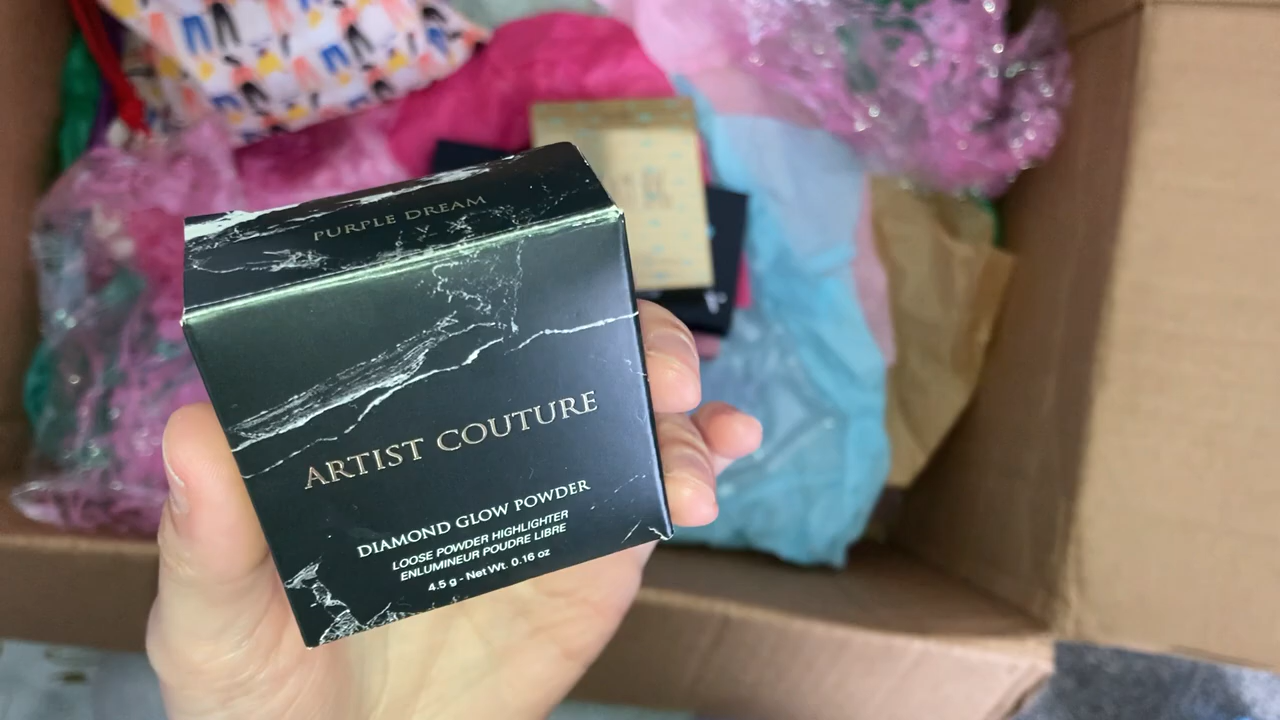 PURPLE DREAM
ARTIST COUTURE
DIAMOND GLOW POWDER
LOOSE POWDER HIGHLIGHTER
ENLUMINEUR POUDRE LIBRE
4.5 g - Net Wt. 0.16 oz